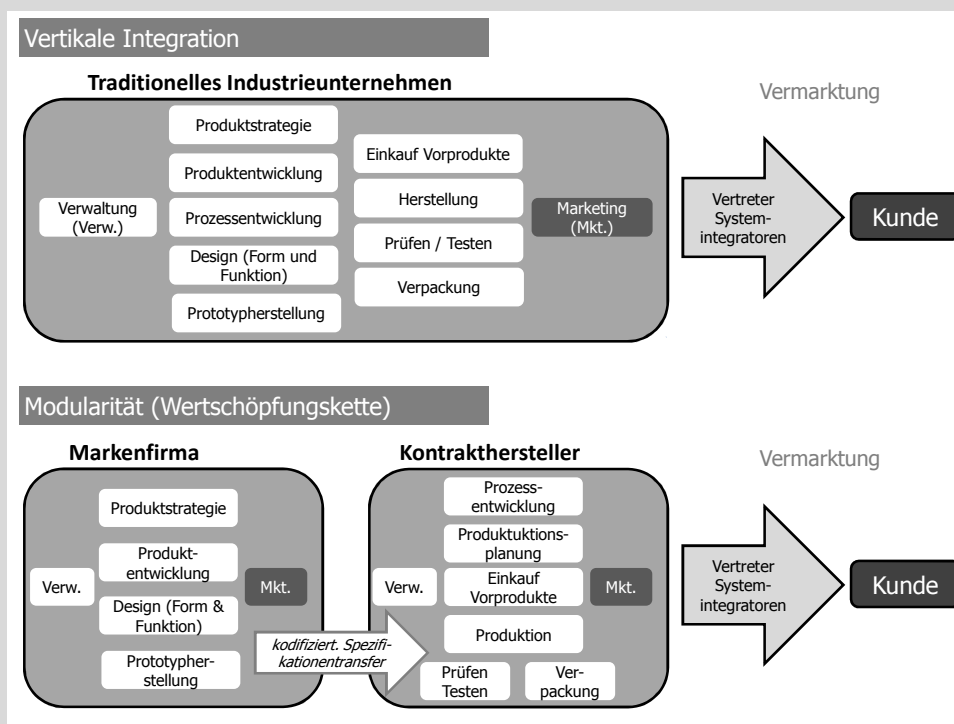 Vertikale Integration
Traditionelles Industrieunternehmen
Vermarktung
Verwaltung
(Verw.)
Produktstrategie
Produktentwicklung
Prozessentwicklung
Design (Form und
Funktion)
Prototypherstellung
Einkauf Vorprodukte
Herstellung
Prüfen / Testen
Verpackung
Marketing
(Mkt.)
Vertreter
System-
integratoren
Kunde
Modularität (Wertschöpfungskette)
Markenfirma
Kontrakthersteller
Vermarktung
Verw.
Produktstrategie
Produkt-
entwicklung
Design (Form &
Funktion)
Prototypher-
stellung
Mkt.
kodifiziert. Spezifi-
kationentransfer
Verw.
Prozess-
entwicklung
Produktuktions-
planung
Einkauf
Vorprodukte
Produktion
Prüfen
Testen
Ver-
packung
Mkt.
Vertreter
System-
integratoren
Kunde